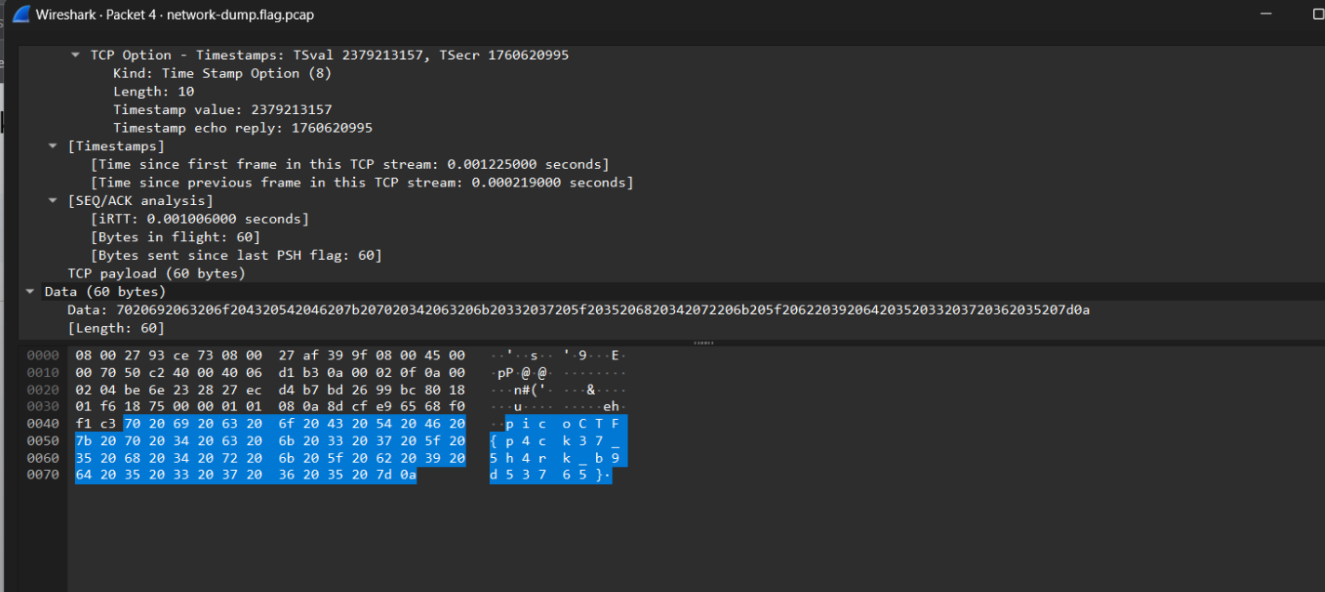 Wireshark · Packet 4 · network-dump.flag.pcap
TCP Option - Timestamps: TSval 2379213157, TSecr 1760620995
Kind: Time Stamp Option (8)
Length: 10
Timestamp value: 2379213157
Timestamp echo reply: 1760620995
[Timestamps]
[Time since first frame in this TCP stream: 0.001225000 seconds]
[Time since previous frame in this TCP stream: 0.000219000 seconds]
[SEQ/ACK analysis]
[iRTT: 0.001006000 seconds]
[Bytes in flight: 60]
[Bytes sent since last PSH flag: 60]
TCP payload (60 bytes)
Data (60 bytes)
Data: 7020692063206f204320542046207b207020342063206b20332037205f2035206820342072206b205f20622039206420352033203720362035207d0a
[Length: 60]
0000 08 00 27 93 ce 73 08 00 27 af 39 9f 08 00 45 00 ··'··s·· '·9···E·
0010 00 70 50 c2 40 00 40 06 d1 b3 0a 00 02 0f 0a 00 ·pP·@·@· ········
0020 02 04 be 6e 23 28 27 ec d4 b7 bd 26 99 bc 80 18 ···n#('· ···&····
0030 01 f6 18 75 00 00 01 01 08 0a 8d cf e9 65 68 f0 ···u···· ·····eh·
0040 f1 c3 70 20 69 20 63 20 6f 20 43 20 54 20 46 20 ··p i c o C T F
0050 7b 20 70 20 34 20 63 20 6b 20 33 20 37 20 5f 20 { p 4 c k 3 7 _
0060 35 20 68 20 34 20 72 20 6b 20 5f 20 62 20 39 20 5 h 4 r k _ b 9
0070 64 20 35 20 33 20 37 20 36 20 35 20 7d 0a d 5 3 7 6 5 }·